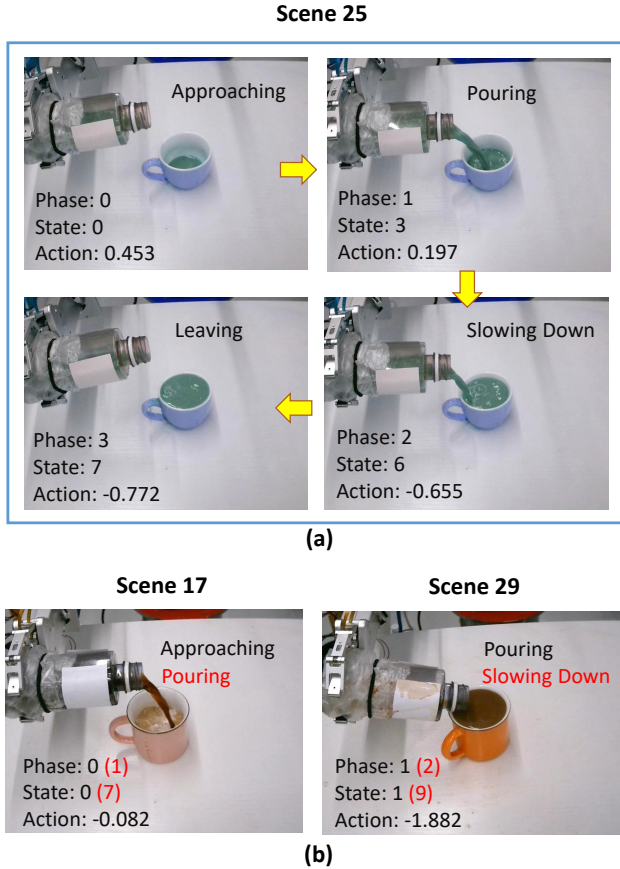 Scene 25
Approaching
Phase: 0
State: 0
Action: 0.453
Pouring
Phase: 1
State: 3
Action: 0.197
Leaving
Phase: 3
State: 7
Action: -0.772
Slowing Down
Phase: 2
State: 6
Action: -0.655
(a)
Scene 17
Approaching
Pouring
Phase: 0 (1)
State: 0 (7)
Action: -0.082
Scene 29
Pouring
Slowing Down
Phase: 1 (2)
State: 1 (9)
Action: -1.882
(b)